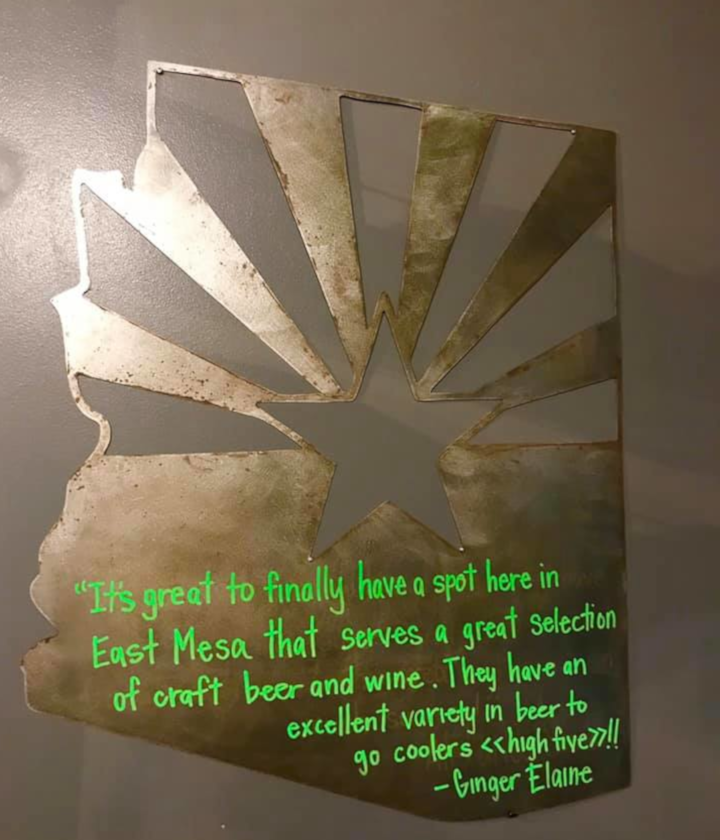 "It's great to finally have a spot here in
East Mesa that serves a great selection
of craft beer and wine. They have an
excellent variety in beer to
go coolers <<high five>>!!
- Ginger Elaine